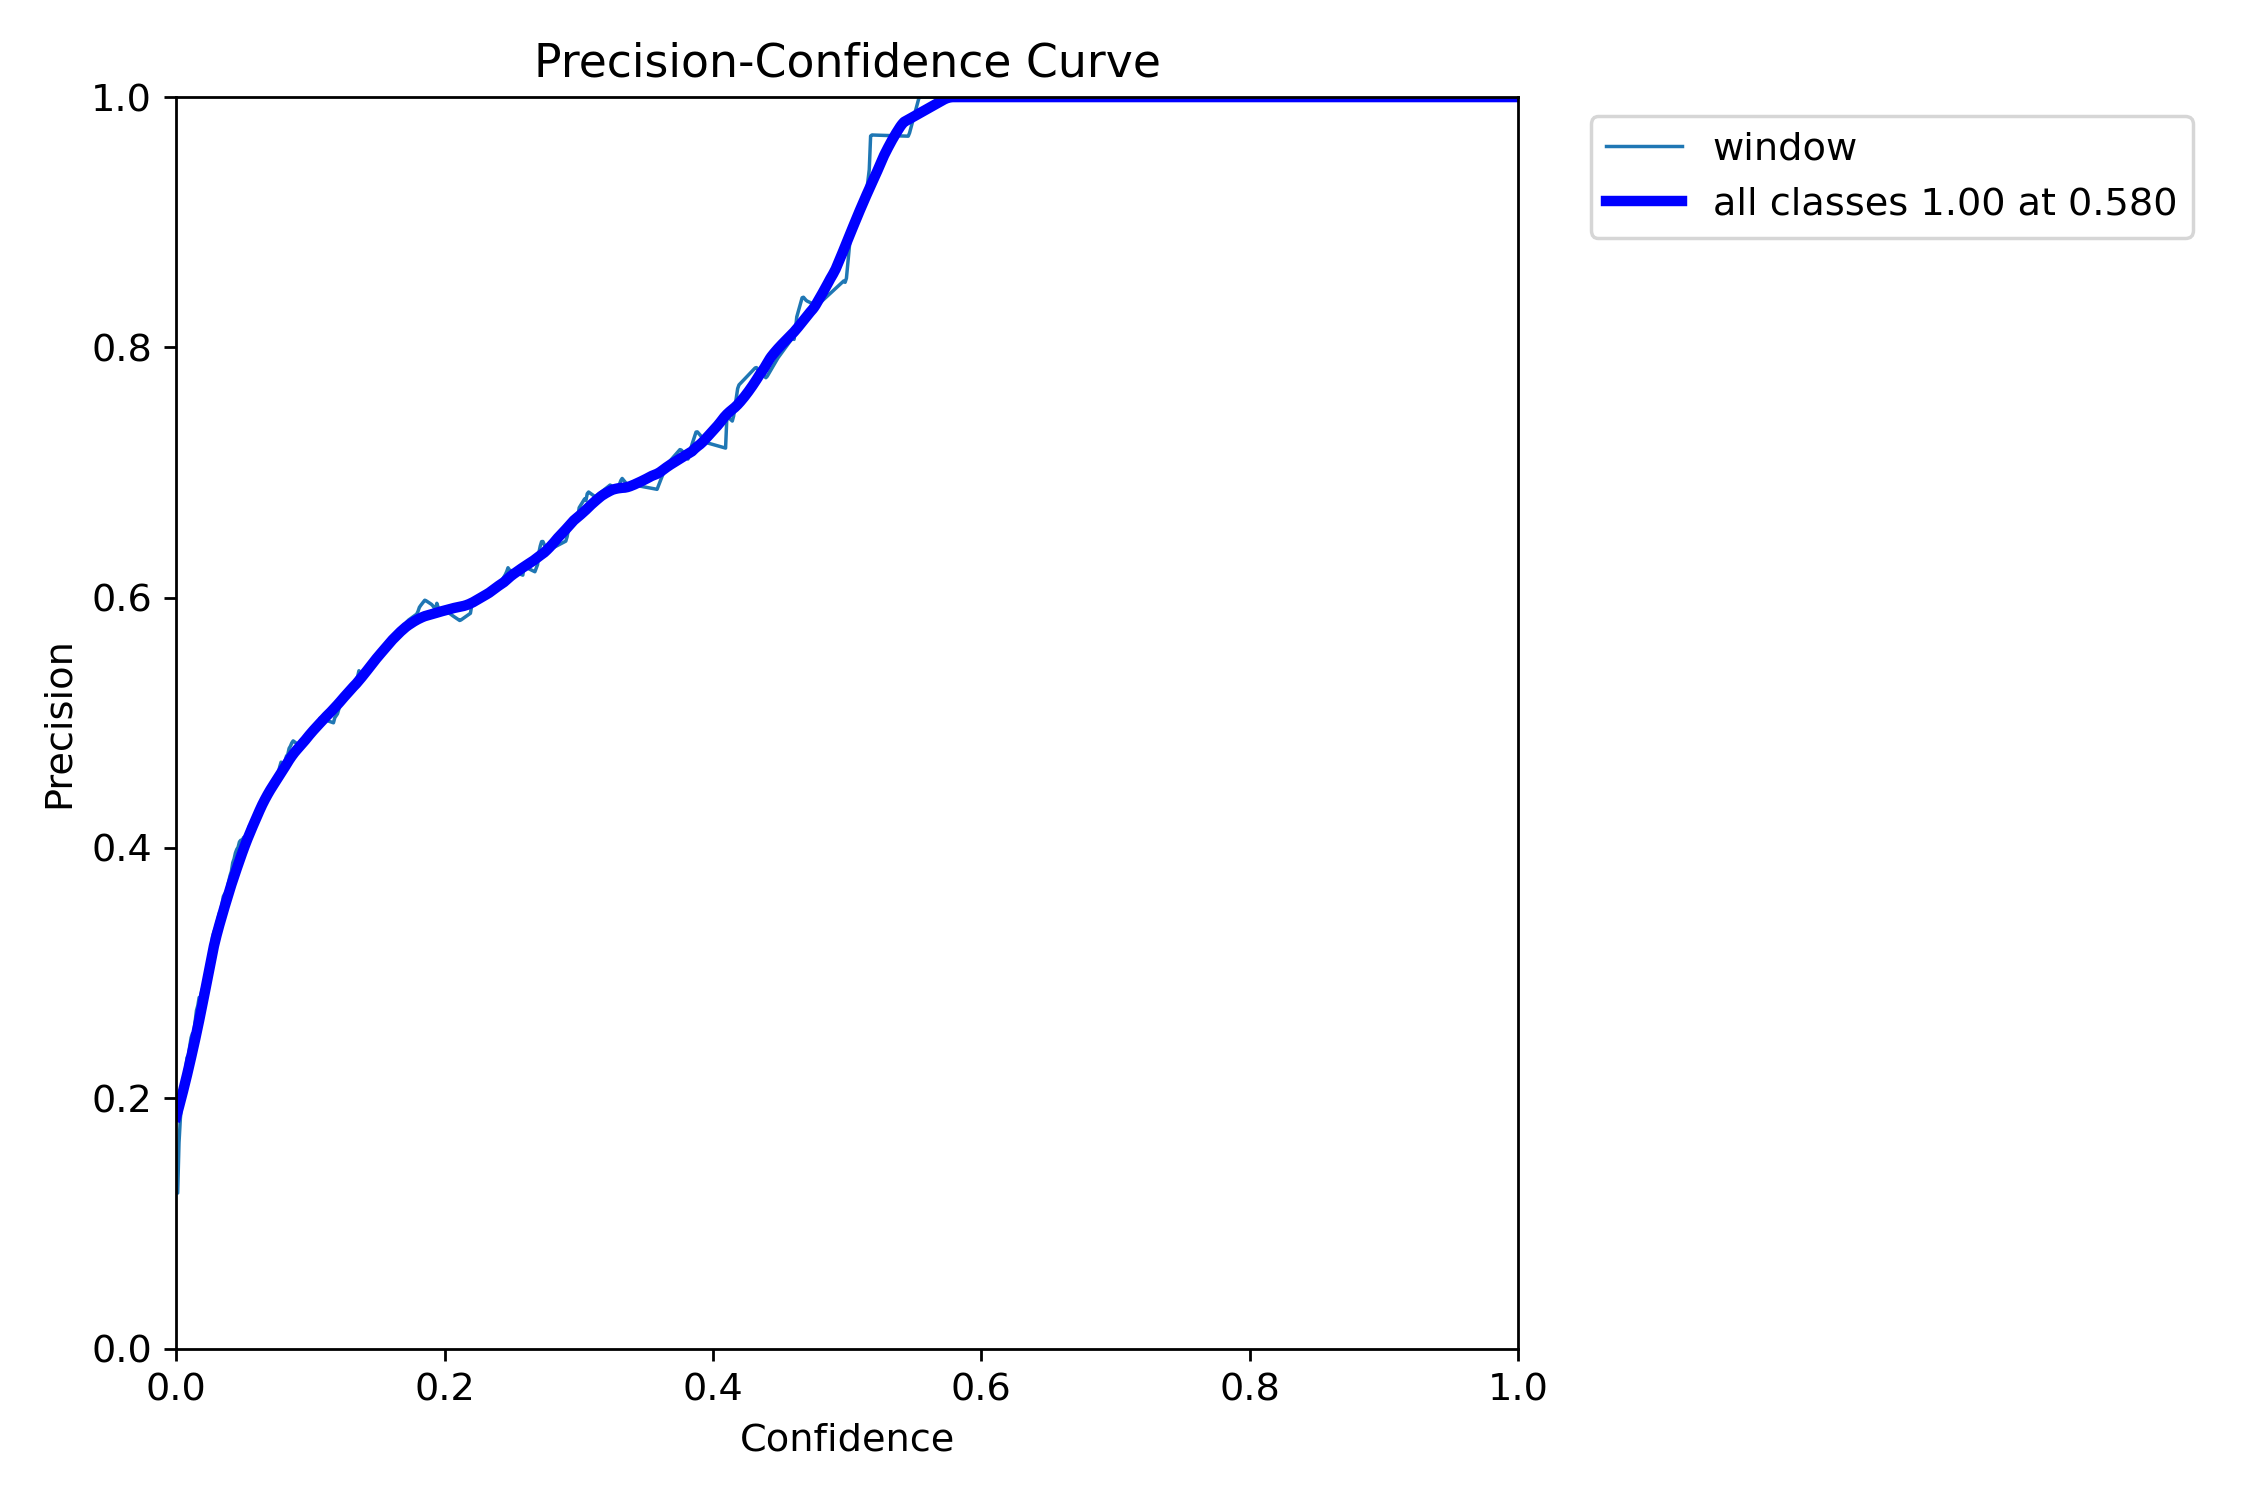 Precision-Confidence Curve
window
all classes 1.00 at 0.580
Precision
1.0
0.8
0.6
0.4
0.2
0.0
0.0 0.2 0.4 0.6 0.8 1.0
Confidence